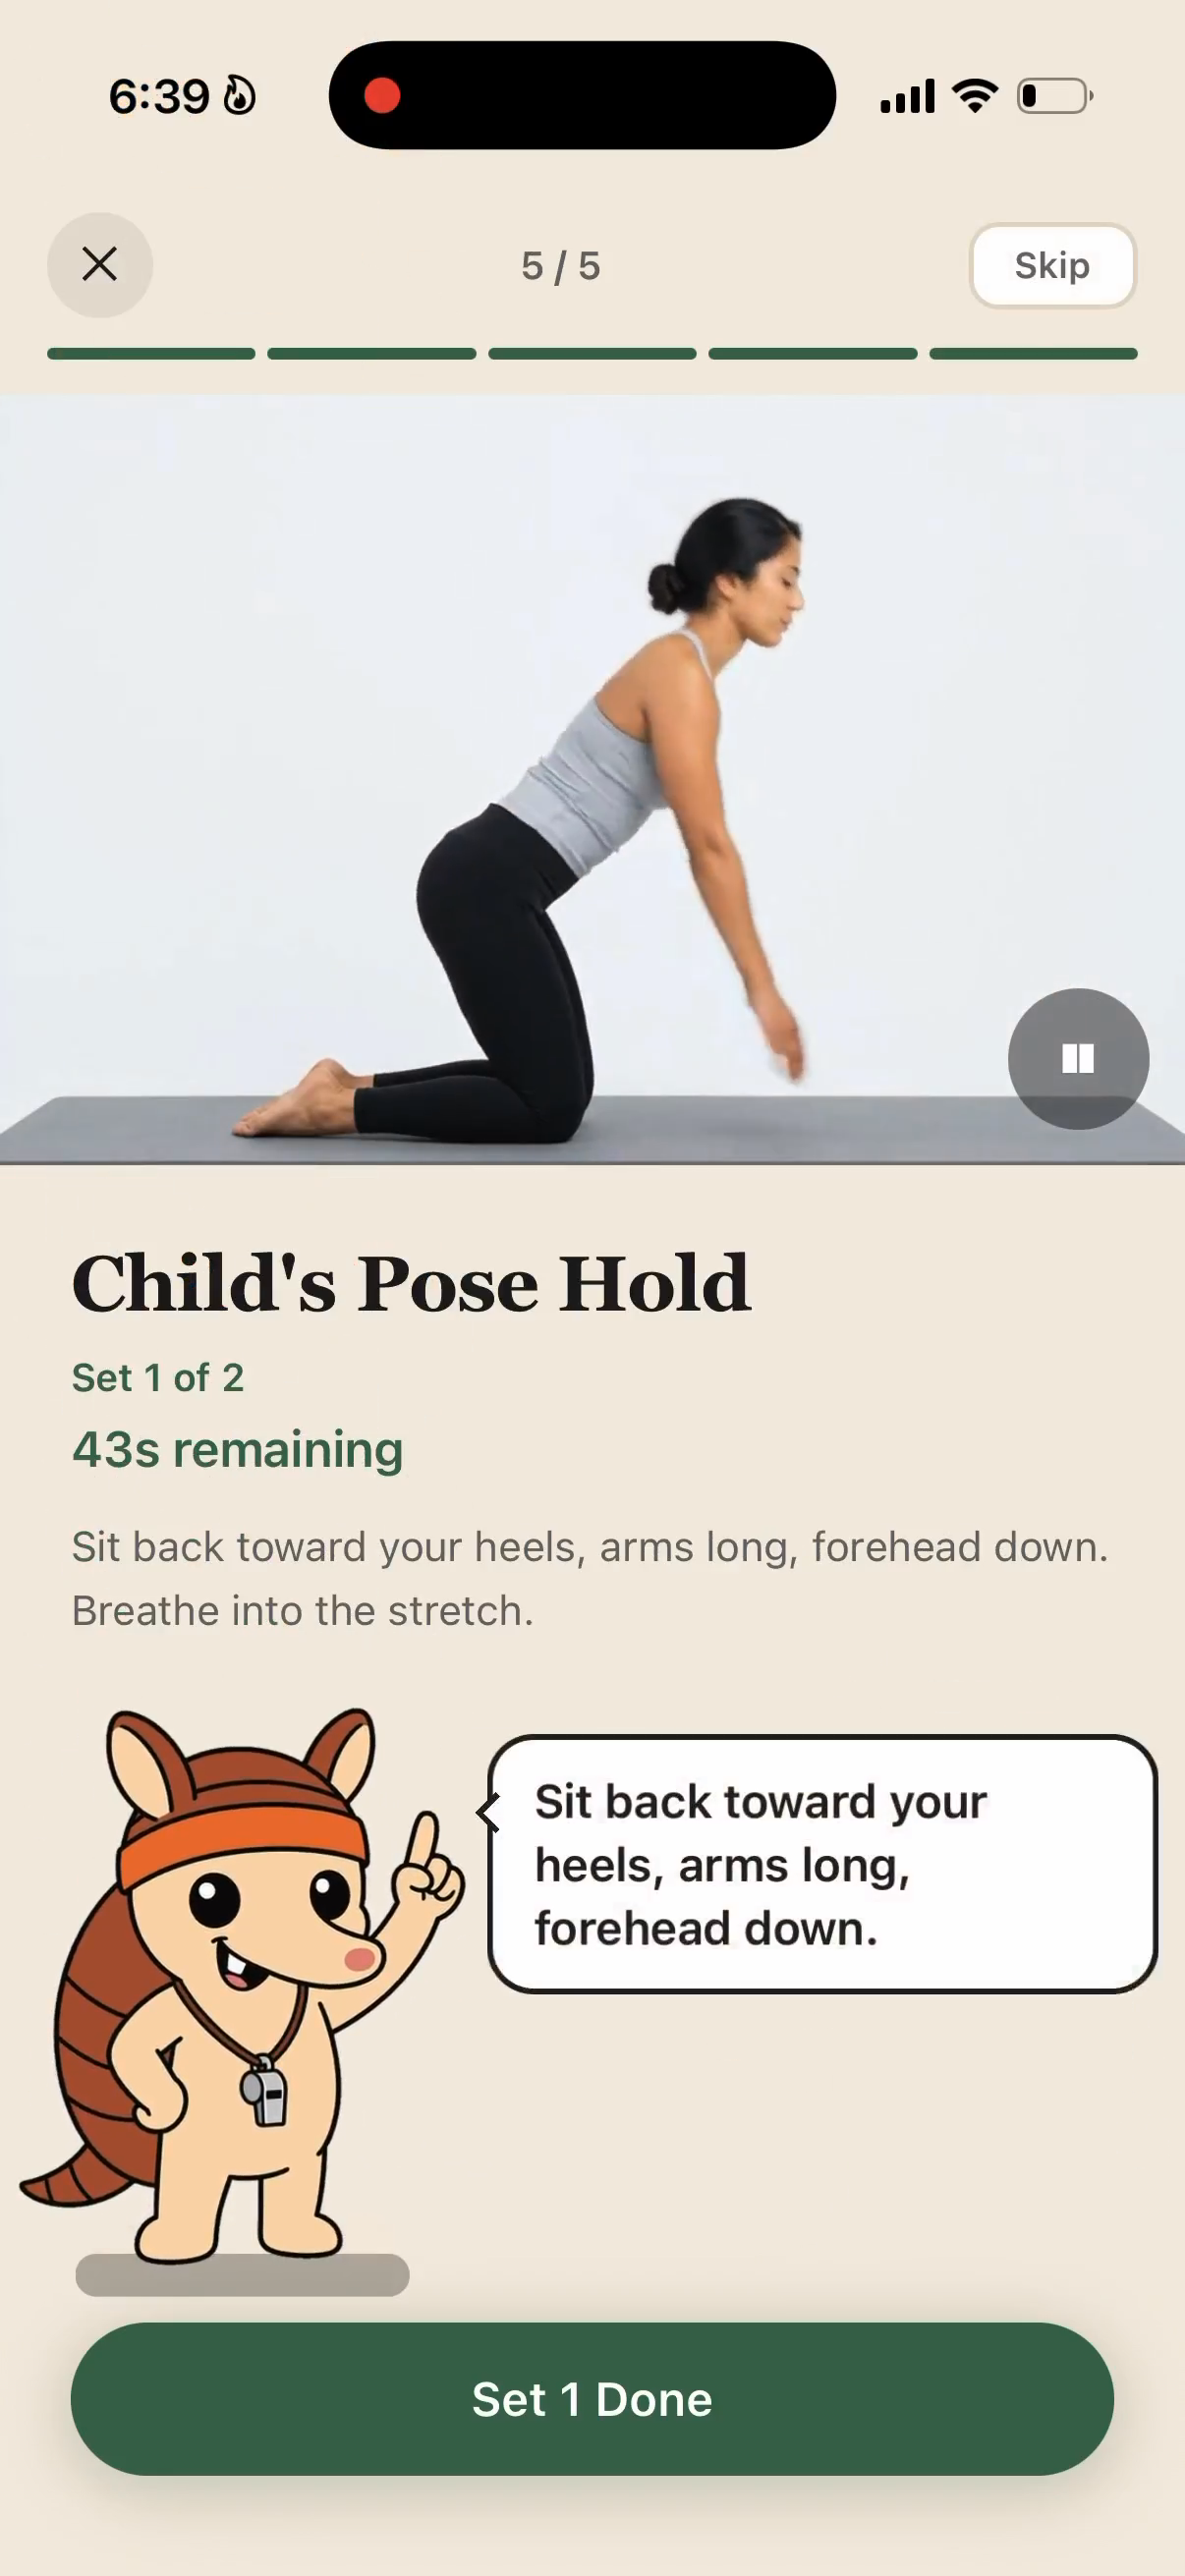 6:39
5 / 5
Skip
Child's Pose Hold
Set 1 of 2
43s remaining
Sit back toward your heels, arms long, forehead down.
Breathe into the stretch.
Sit back toward your
heels, arms long,
forehead down.
Set 1 Done